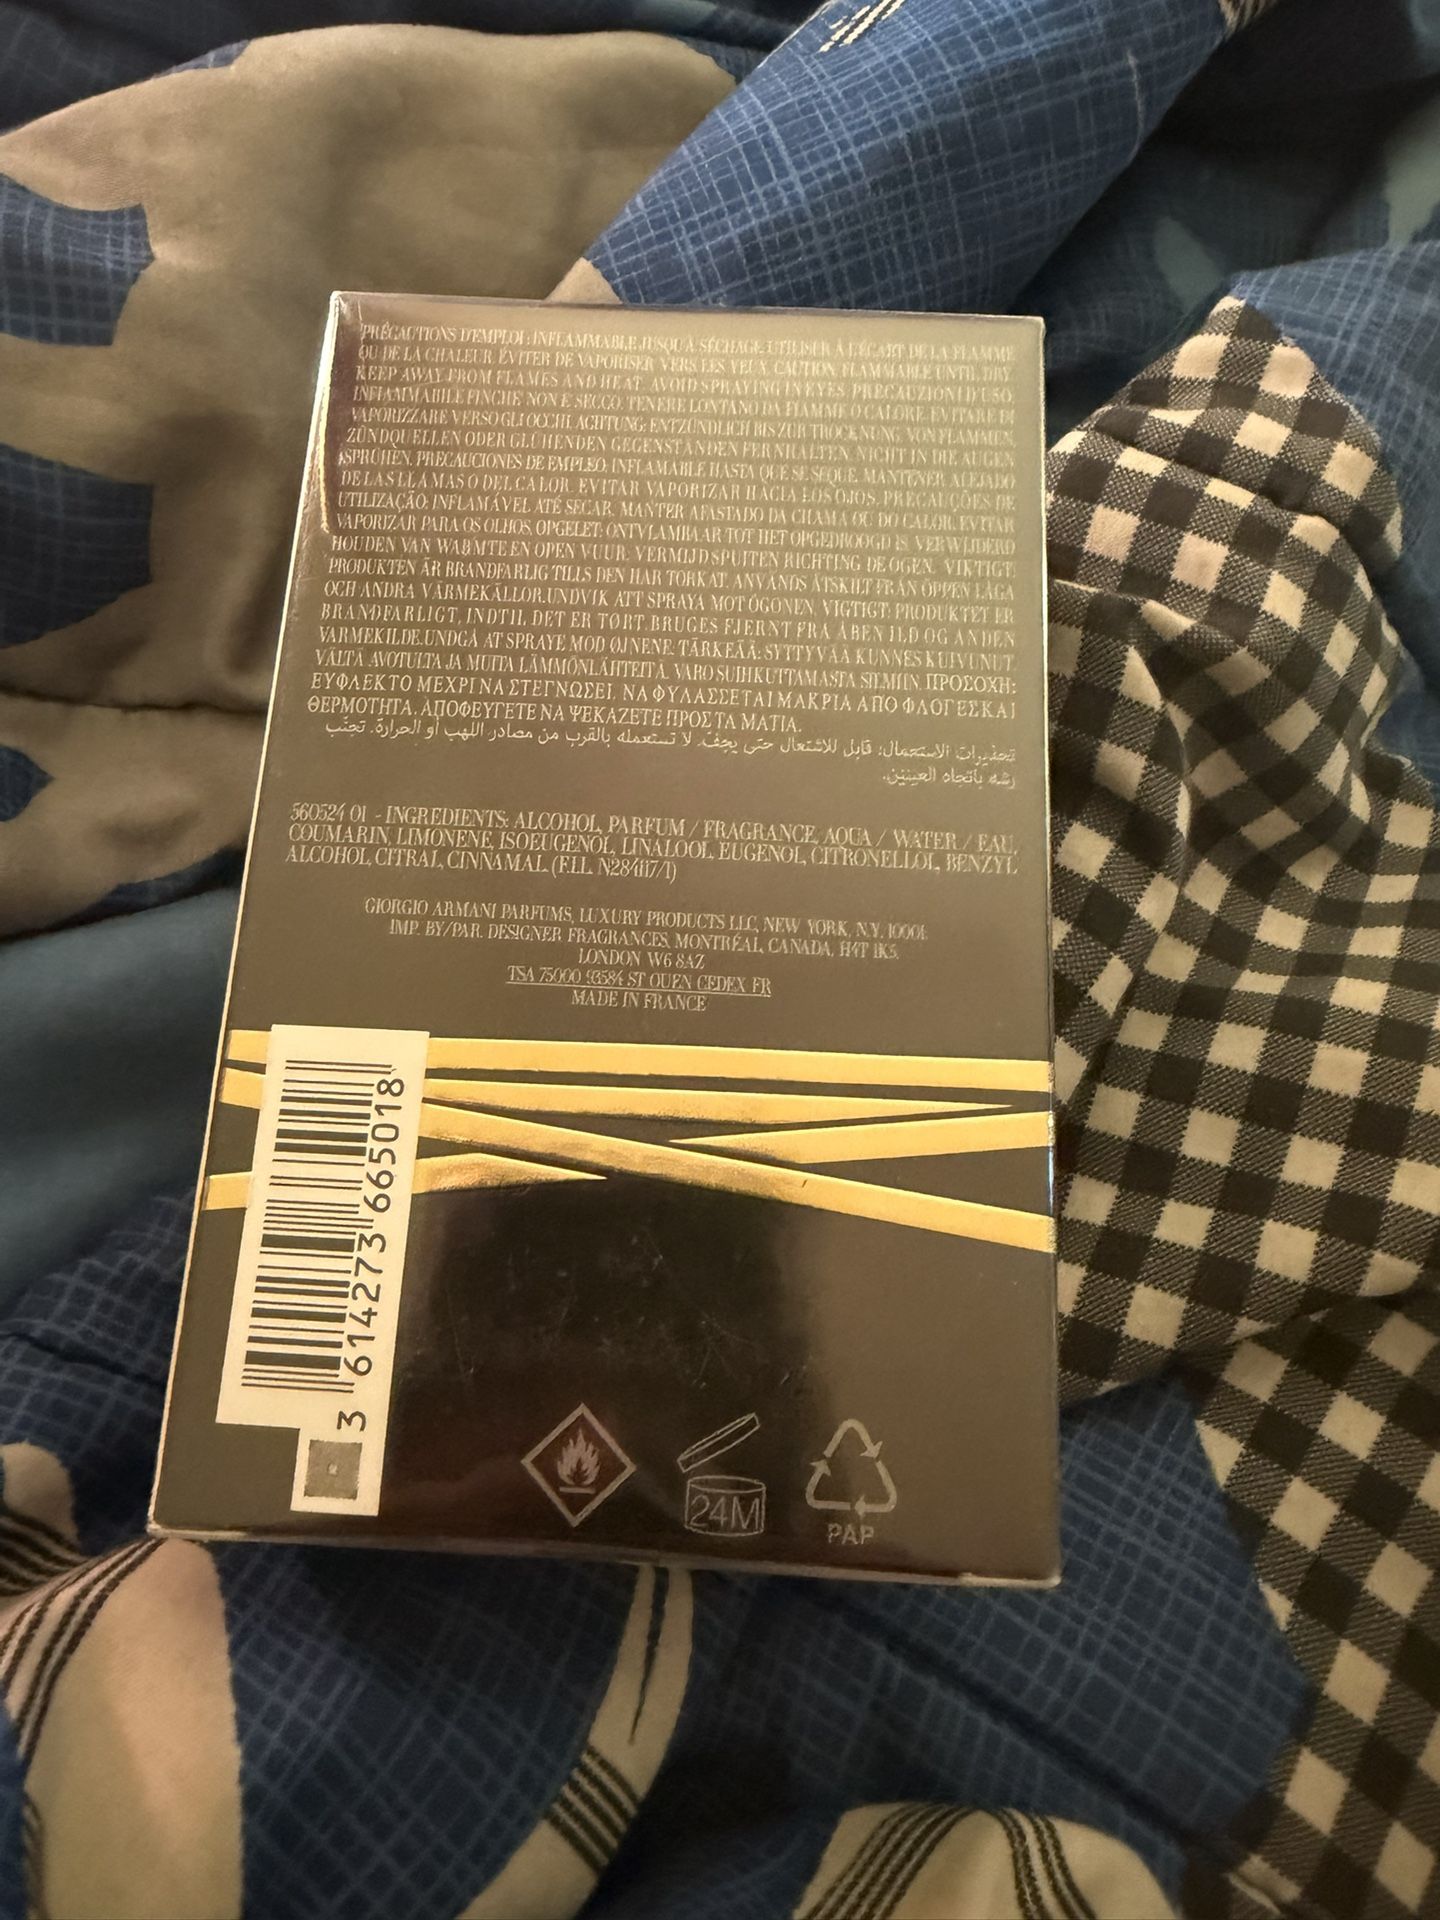 PRÉCAUTIONS D'EMPLOI : INFLAMMABLE JUSQU'À SÉCHAGE. UTILISER À L'ÉCART DE LA FLAMME
OU DE LA CHALEUR. ÉVITER DE VAPORISER VERS LES YEUX. CAUTION: FLAMMABLE UNTIL DRY.
KEEP AWAY FROM FLAMES AND HEAT. AVOID SPRAYING IN EYES. PRECAUZIONI D'USO:
INFIAMMABILE FINCHÉ NON È SECCO. TENERE LONTANO DA FIAMME O CALORE. EVITARE DI
VAPORIZZARE VERSO GLI OCCHI. ACHTUNG: ENTZÜNDLICH BIS ZUR TROCKNUNG. VON FLAMMEN,
ZÜNDQUELLEN ODER GLÜHENDEN GEGENSTÄNDEN FERNHALTEN. NICHT IN DIE AUGEN
SPRÜHEN. PRECAUCIONES DE EMPLEO: INFLAMABLE HASTA QUE SE SEQUE. MANTENER ALEJADO
DE LAS LLAMAS O DEL CALOR. EVITAR VAPORIZAR HACIA LOS OJOS. PRECAUÇÕES DE
UTILIZAÇÃO: INFLAMÁVEL ATÉ SECAR. MANTER AFASTADO DA CHAMA OU DO CALOR. EVITAR
VAPORIZAR PARA OS OLHOS. OPGELET: ONTVLAMBAAR TOT HET OPGEDROOGD IS. VERWIJDERD
HOUDEN VAN WARMTE EN OPEN VUUR. VERMIJD SPUITEN RICHTING DE OGEN. VIKTIGT:
PRODUKTEN ÄR BRANDFARLIG TILLS DEN HAR TORKAT. ANVÄNDS ÅTSKILT FRÅN ÖPPEN LÅGA
OCH ANDRA VÄRMEKÄLLOR.UNDVIK ATT SPRAYA MOT ÖGONEN. VIGTIGT: PRODUKTET ER
BRANDFARLIGT, INDTIL DET ER TØRT. BRUGES FJERNT FRA ÅBEN ILD OG ANDEN
VARMEKILDE.UNDGÅ AT SPRAYE MOD ØJNENE. TÄRKEÄÄ: SYTTYVÄÄ KUNNES KUIVUNUT.
VÄLTÄ AVOTULTA JA MUITA LÄMMÖNLÄHTEITÄ. VARO SUIHKUTTAMASTA SILMIIN. ΠΡΟΣΟΧΗ:
ΕΥΦΛΕΚΤΟ ΜΕΧΡΙ ΝΑ ΣΤΕΓΝΩΣΕΙ. ΝΑ ΦΥΛΑΣΣΕΤΑΙ ΜΑΚΡΙΑ ΑΠΟ ΦΛΟΓΕΣ ΚΑΙ
ΘΕΡΜΟΤΗΤΑ. ΑΠΟΦΕΥΓΕΤΕ ΝΑ ΨΕΚΑΖΕΤΕ ΠΡΟΣ ΤΑ ΜΑΤΙΑ.
تحذيرات الاستعمال: قابل للاشتعال حتى يجفّ. لا تستعمله بالقرب من مصادر اللهب أو الحرارة. تجنّب
رشه باتجاه العينين.
560524 01 - INGREDIENTS: ALCOHOL, PARFUM / FRAGRANCE, AQUA / WATER / EAU,
COUMARIN, LIMONENE, ISOEUGENOL, LINALOOL, EUGENOL, CITRONELLOL, BENZYL
ALCOHOL, CITRAL, CINNAMAL. (F.I.L. N284117/1)
GIORGIO ARMANI PARFUMS, LUXURY PRODUCTS LLC, NEW YORK, N.Y. 10001.
IMP. BY/PAR. DESIGNER FRAGRANCES, MONTRÉAL, CANADA, H4T 1K5.
LONDON W6 8AZ
TSA 75000 93584 ST OUEN CEDEX FR
MADE IN FRANCE
3 614273 665018
24M
PAP